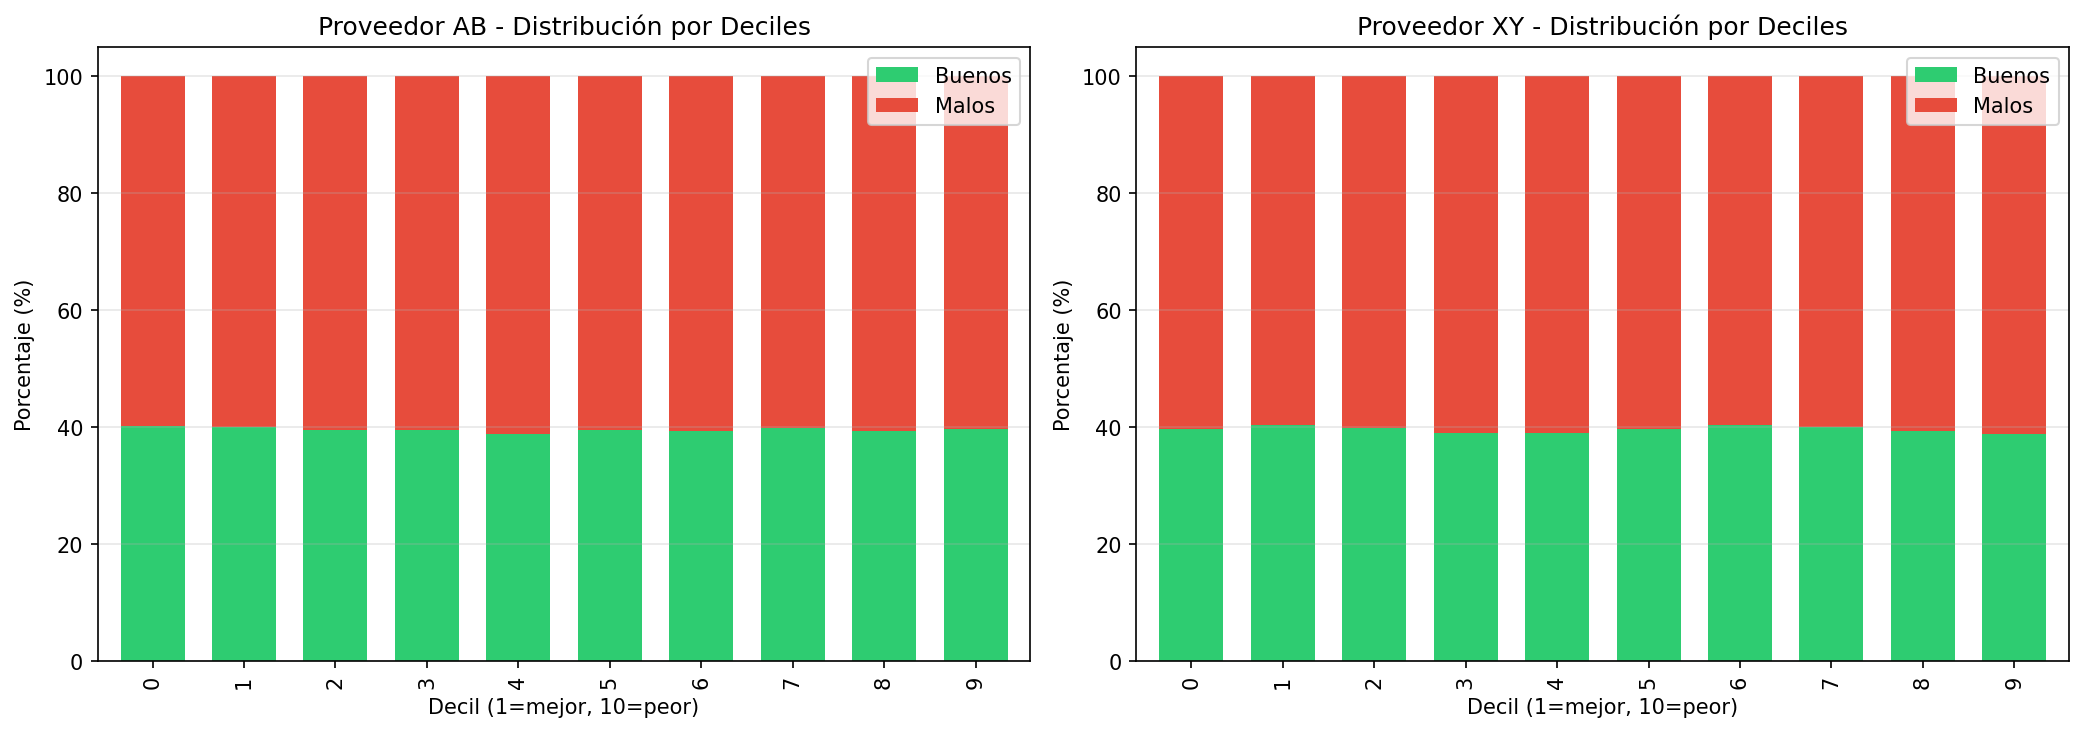 Proveedor AB - Distribución por Deciles
Buenos
Malos
Porcentaje (%)
100
80
60
40
20
0
0 1 2 3 4 5 6 7 8 9
Decil (1=mejor, 10=peor)
Proveedor XY - Distribución por Deciles
Buenos
Malos
Porcentaje (%)
100
80
60
40
20
0
0 1 2 3 4 5 6 7 8 9
Decil (1=mejor, 10=peor)